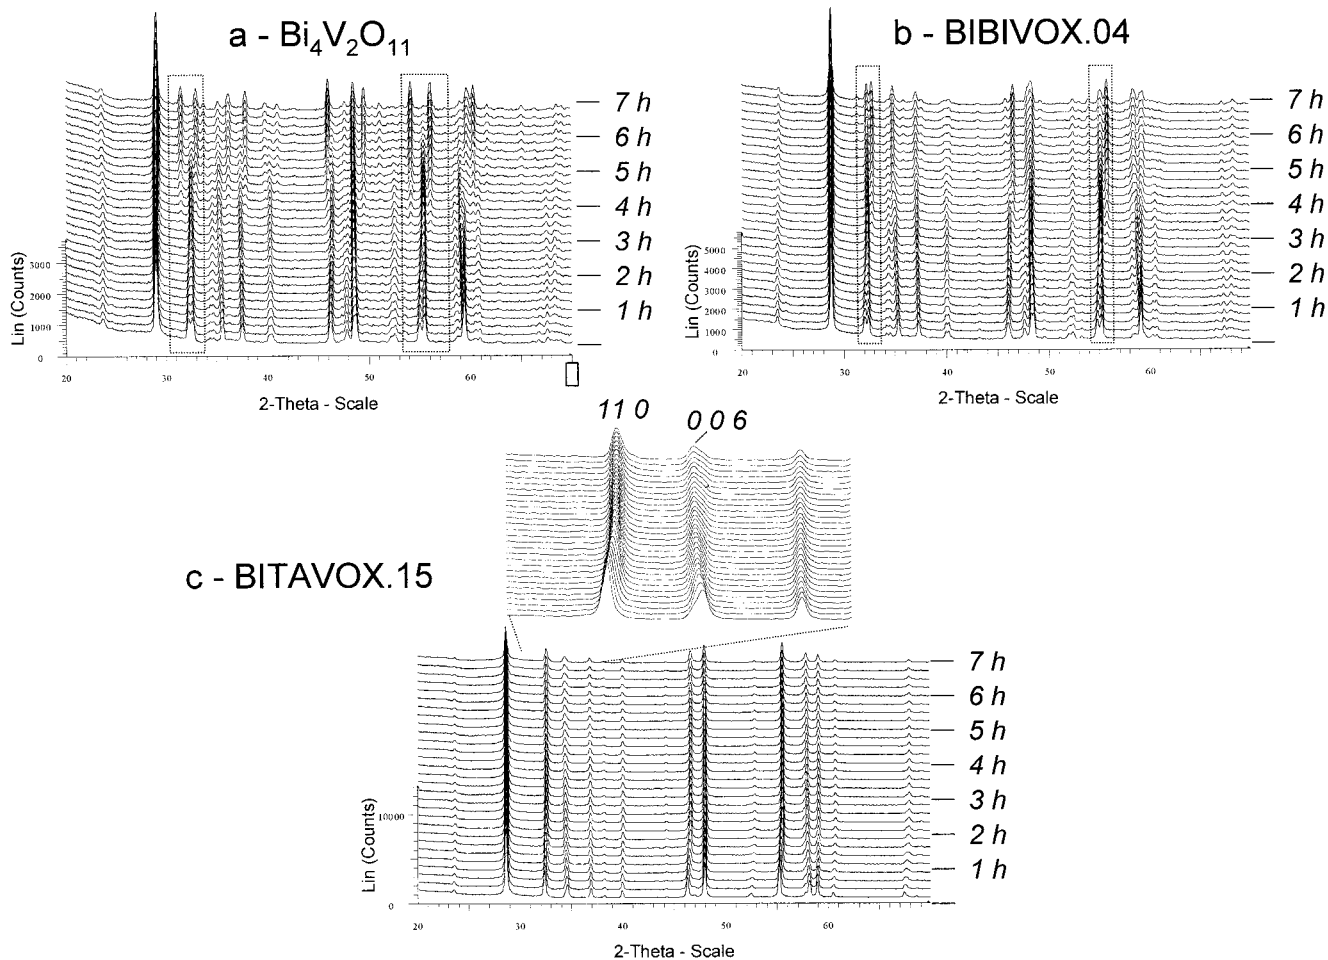 a - Bi4V2O11
7 h
6 h
5 h
4 h
3 h
2 h
1 h
Lin (Counts)
3000
2000
1000
0
20
30
40
50
60
2-Theta - Scale
b - BIBIVOX.04
7 h
6 h
5 h
4 h
3 h
2 h
1 h
Lin (Counts)
5000
4000
3000
2000
1000
0
20
30
40
50
60
2-Theta - Scale
1 1 0
0 0 6
c - BITAVOX.15
7 h
6 h
5 h
4 h
3 h
2 h
1 h
Lin (Counts)
10000
0
20
30
40
50
60
2-Theta - Scale